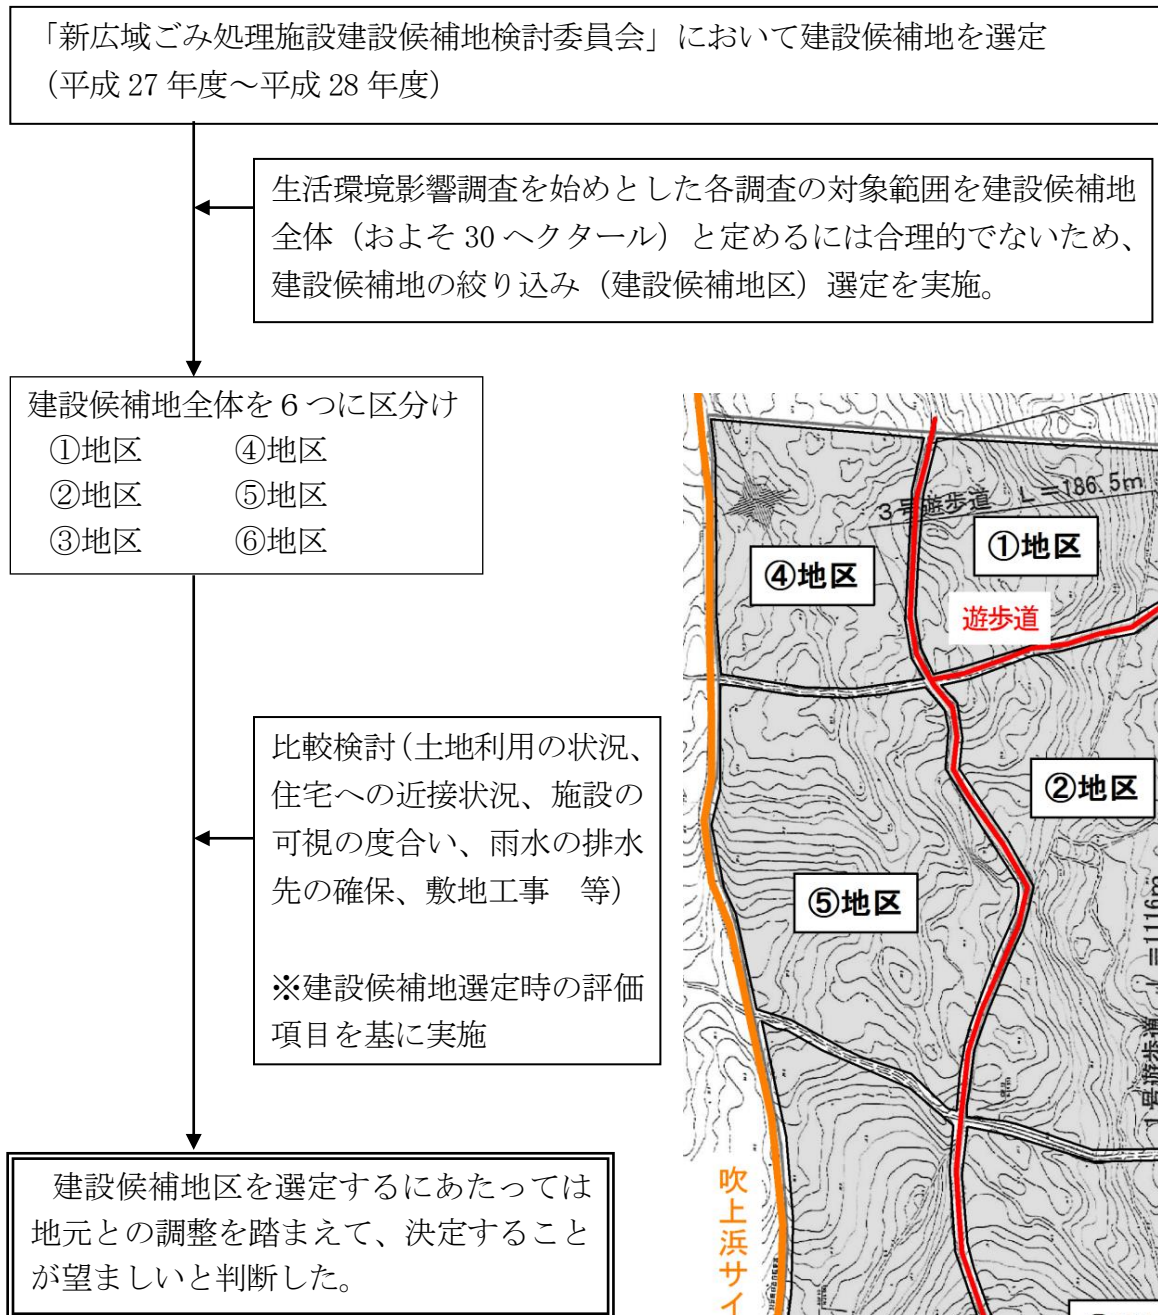 「新広域ごみ処理施設建設候補地検討委員会」において建設候補地を選定
（平成 27 年度～平成 28 年度）
生活環境影響調査を始めとした各調査の対象範囲を建設候補地
全体（およそ 30 ヘクタール）と定めるには合理的でないため、
建設候補地の絞り込み（建設候補地区）選定を実施。
建設候補地全体を６つに区分け
①地区 ④地区
②地区 ⑤地区
③地区 ⑥地区
比較検討（土地利用の状況、
住宅への近接状況、施設の
可視の度合い、雨水の排水
先の確保、敷地工事　等）
※建設候補地選定時の評価
項目を基に実施
建設候補地区を選定するにあたっては
地元との調整を踏まえて、決定すること
が望ましいと判断した。
3号遊歩道　L＝186.5m
①地区
④地区
遊歩道
②地区
⑤地区
1号遊歩道　L＝1116m
吹上浜サイ